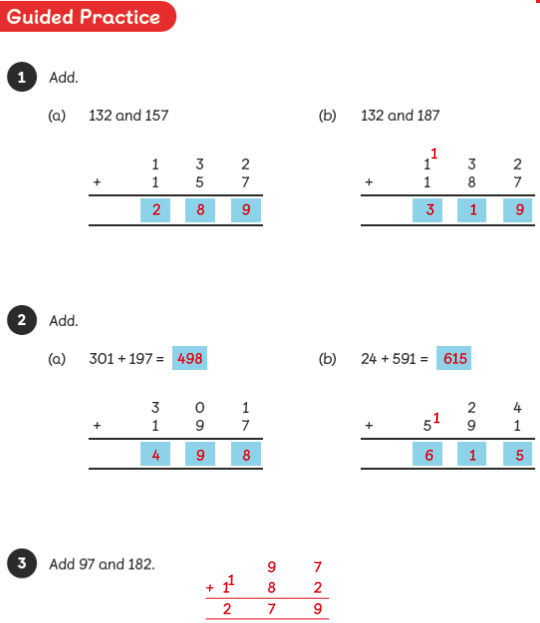 Guided Practice
1 Add.
(a) 132 and 157 (b) 132 and 187
1
1 3 2 1 3 2
+ 1 5 7 + 1 8 7
2 8 9 3 1 9
2 Add.
(a) 301 + 197 = 498 (b) 24 + 591 = 615
3 0 1 2 4
+ 1 9 7 + 5 1 9 1
4 9 8 6 1 5
3 Add 97 and 182. 9 7
+ 1 1 8 2
2 7 9